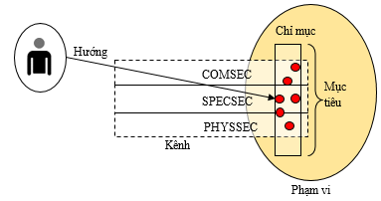 Chỉ mục
Hướng
COMSEC
SPECSEC
PHYSSEC
Mục
tiêu
Kênh
Phạm vi